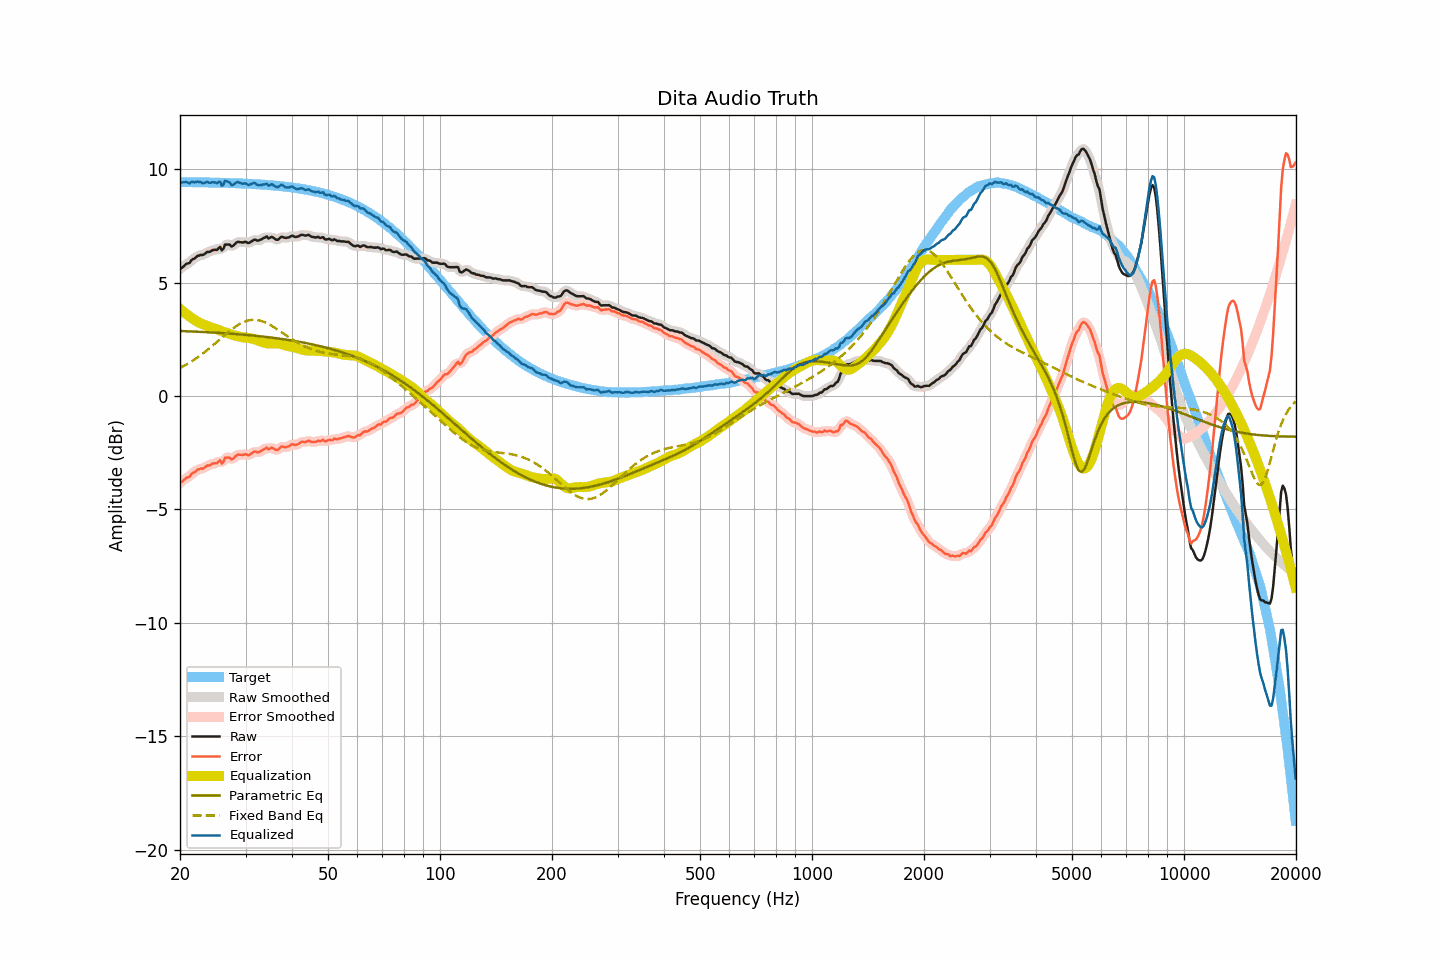 Dita Audio Truth
Amplitude (dBr)
10
5
0
−5
−10
−15
−20
Target
Raw Smoothed
Error Smoothed
Raw
Error
Equalization
Parametric Eq
Fixed Band Eq
Equalized
20 50 100 200 500 1000 2000 5000 10000 20000
Frequency (Hz)